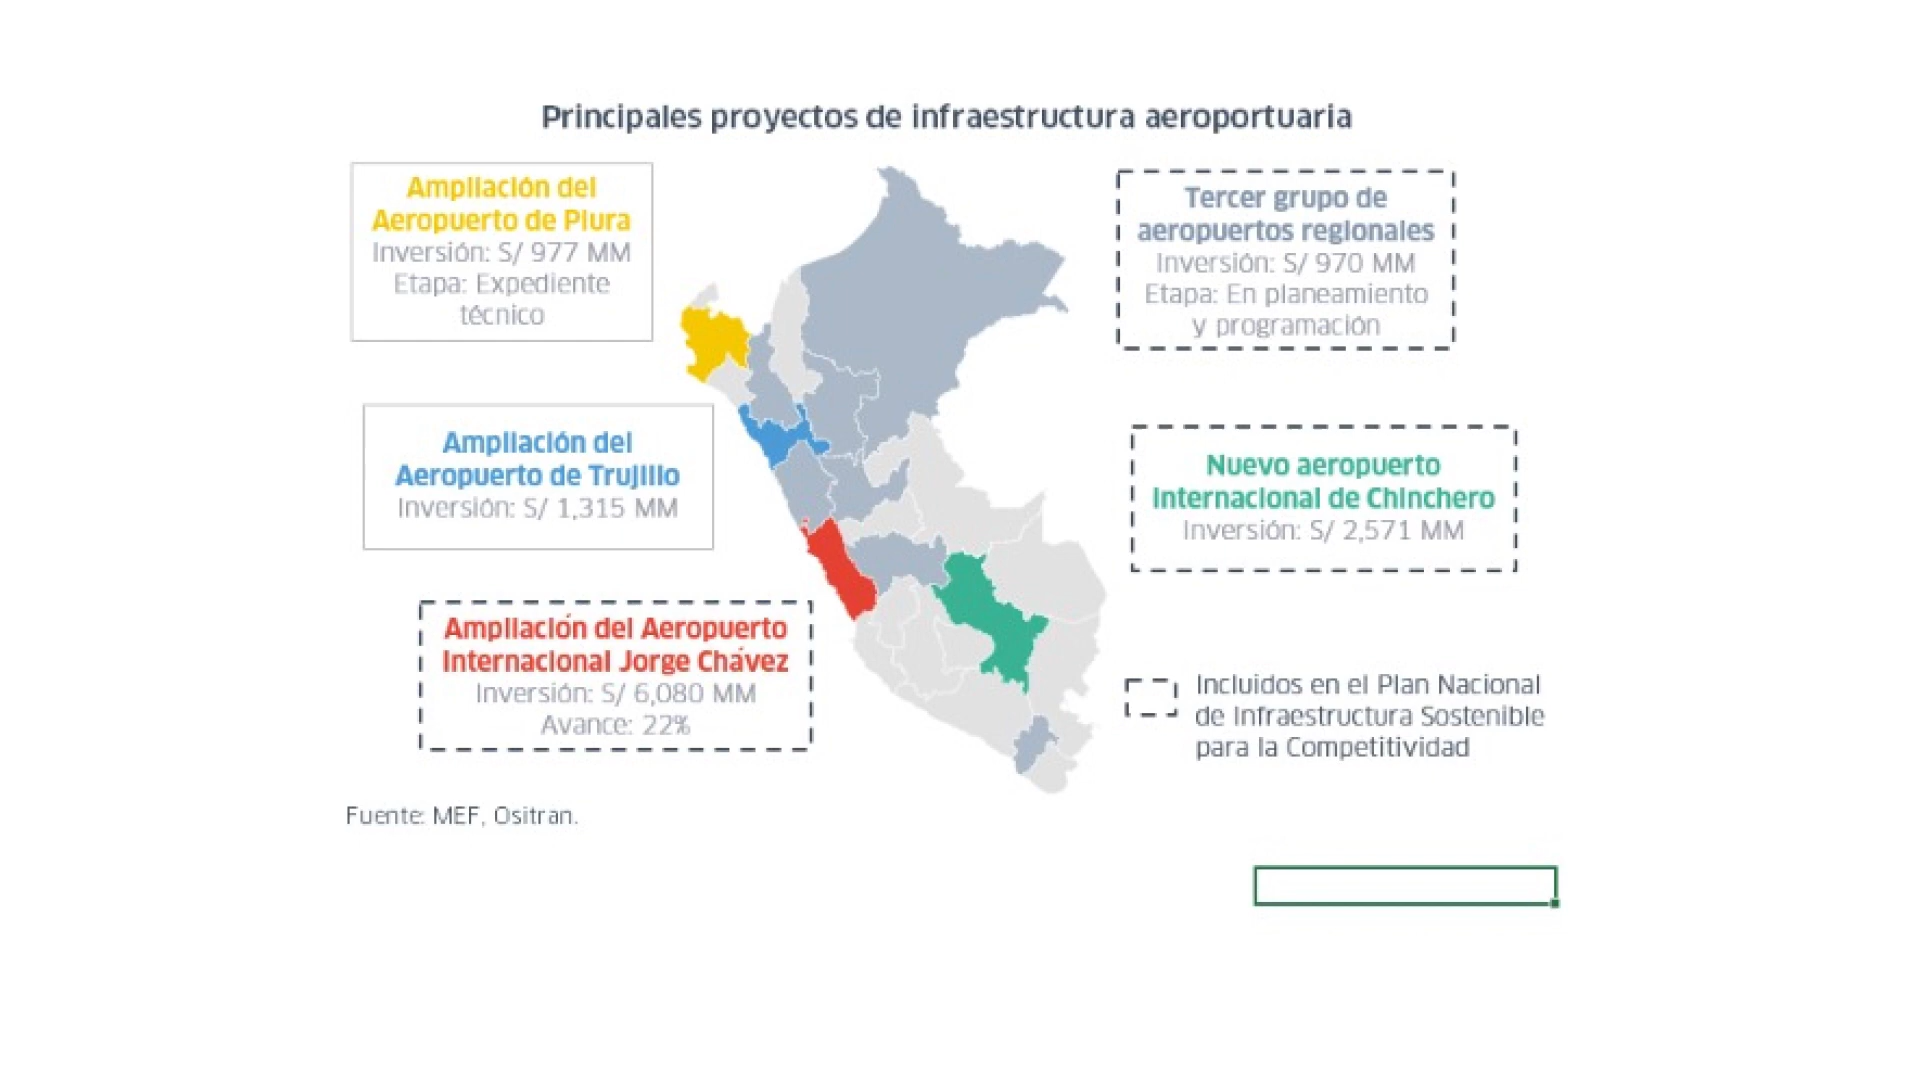 Principales proyectos de infraestructura aeroportuaria
Ampliación del
Aeropuerto de Piura
Inversión: S/ 977 MM
Etapa: Expediente
técnico
Tercer grupo de
aeropuertos regionales
Inversión: S/ 970 MM
Etapa: En planeamiento
y programación
Ampliación del
Aeropuerto de Trujillo
Inversión: S/ 1,315 MM
Nuevo aeropuerto
Internacional de Chinchero
Inversión: S/ 2,571 MM
Ampliación del Aeropuerto
Internacional Jorge Chávez
Inversión: S/ 6,080 MM
Avance: 22%
Incluidos en el Plan Nacional
de Infraestructura Sostenible
para la Competitividad
Fuente: MEF, Ositran.